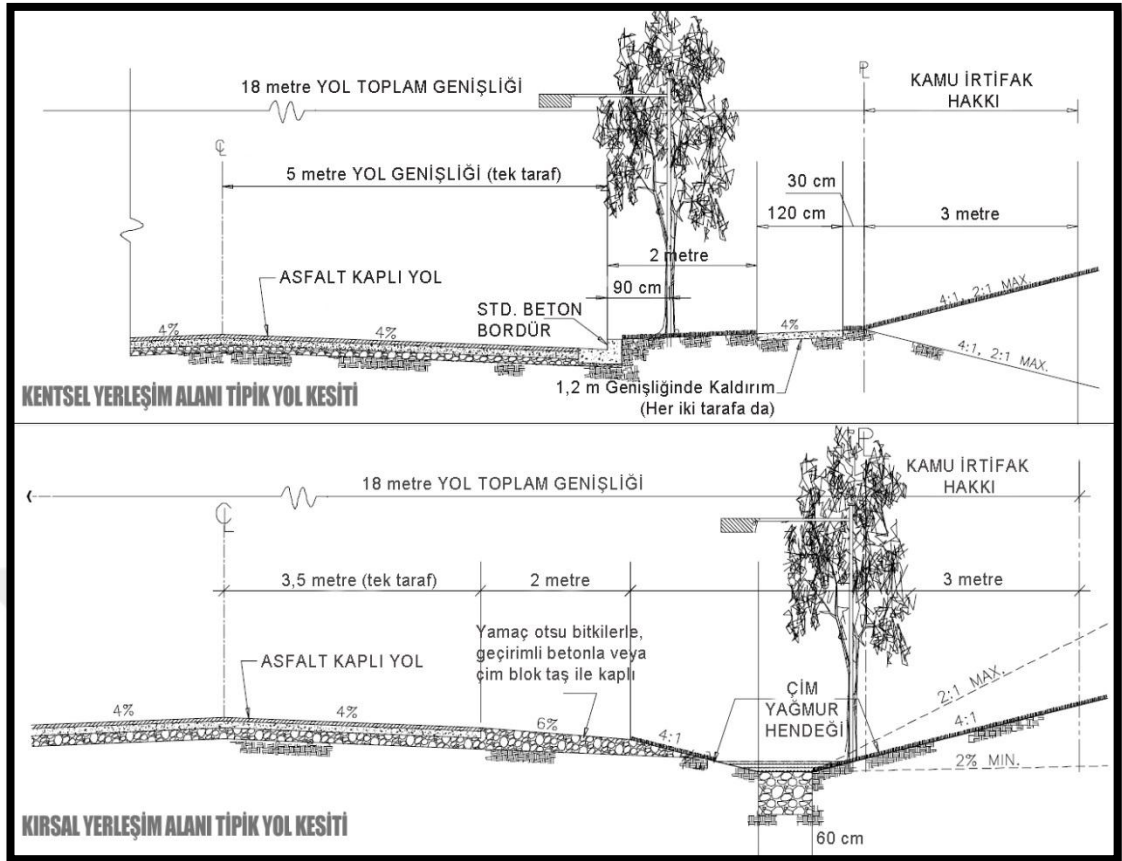 18 metre YOL TOPLAM GENİŞLİĞİ
PL
KAMU İRTİFAK
HAKKI
CL
5 metre YOL GENİŞLİĞİ (tek taraf)
30 cm
120 cm
3 metre
2 metre
90 cm
ASFALT KAPLI YOL
STD. BETON
BORDÜR
4%
4%
4%
4:1, 2:1 MAX.
4:1, 2:1 MAX.
1,2 m Genişliğinde Kaldırım
(Her iki tarafa da)
KENTSEL YERLEŞİM ALANI TİPİK YOL KESİTİ
18 metre YOL TOPLAM GENİŞLİĞİ
PL
KAMU İRTİFAK
HAKKI
CL
3,5 metre (tek taraf)
2 metre
3 metre
Yamaç otsu bitkilerle,
geçirimli betonla veya
çim blok taş ile kaplı
ASFALT KAPLI YOL
ÇİM
YAĞMUR
HENDEĞİ
4%
4%
6%
4:1
2:1 MAX.
4:1
2% MIN.
60 cm
KIRSAL YERLEŞİM ALANI TİPİK YOL KESİTİ